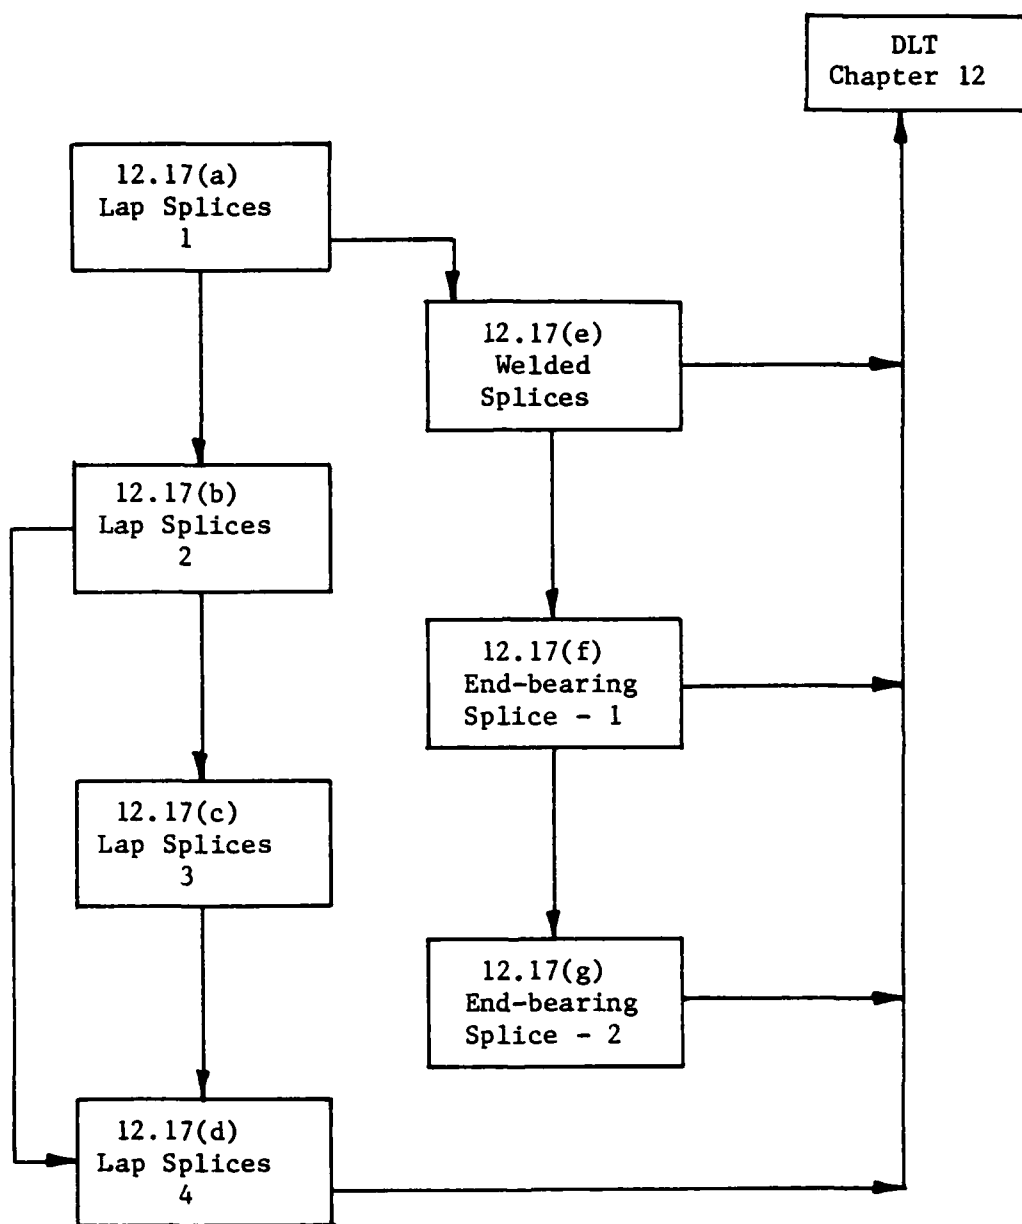 DLT
Chapter 12
12.17(a)
Lap Splices
1
12.17(e)
Welded
Splices
12.17(b)
Lap Splices
2
12.17(f)
End-bearing
Splice - 1
12.17(c)
Lap Splices
3
12.17(g)
End-bearing
Splice - 2
12.17(d)
Lap Splices
4